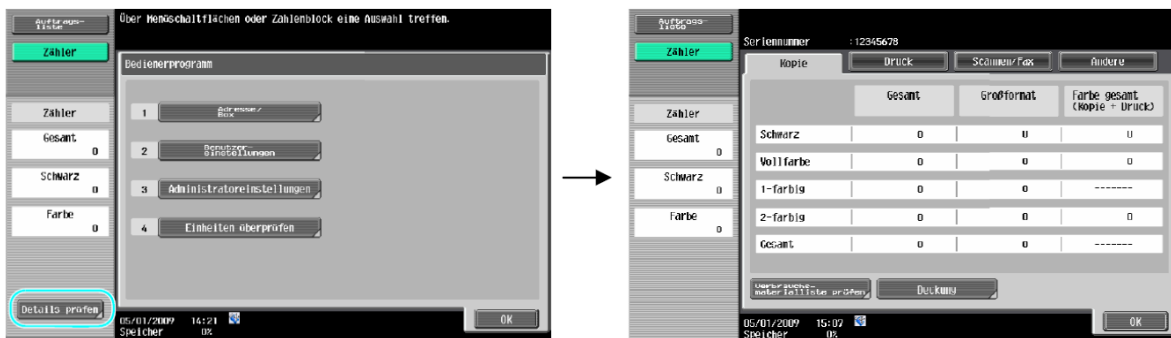 Auftrags-
liste
Zähler
Zähler
Gesamt
0
Schwarz
0
Farbe
0
Details prüfen
Über Menüschaltflächen oder Zahlenblock eine Auswahl treffen.
Bedienerprogramm
1 Adresse/
Box
2 Benutzer-
einstellungen
3 Administratoreinstellungen
4 Einheiten überprüfen
05/01/2009 14:21
Speicher 0%
OK
Auftrags-
liste
Zähler
Zähler
Gesamt
0
Schwarz
0
Farbe
0
Seriennummer :12345678
Kopie Druck Scannen/Fax Andere
Gesamt Großformat Farbe gesamt
(Kopie + Druck)
Schwarz 0 0 0
Vollfarbe 0 0 0
1-farbig 0 0 -------
2-farbig 0 0 0
Gesamt 0 0 -------
Verbrauchs-
materialliste prüfen Deckung
05/01/2009 15:07
Speicher 0%
OK